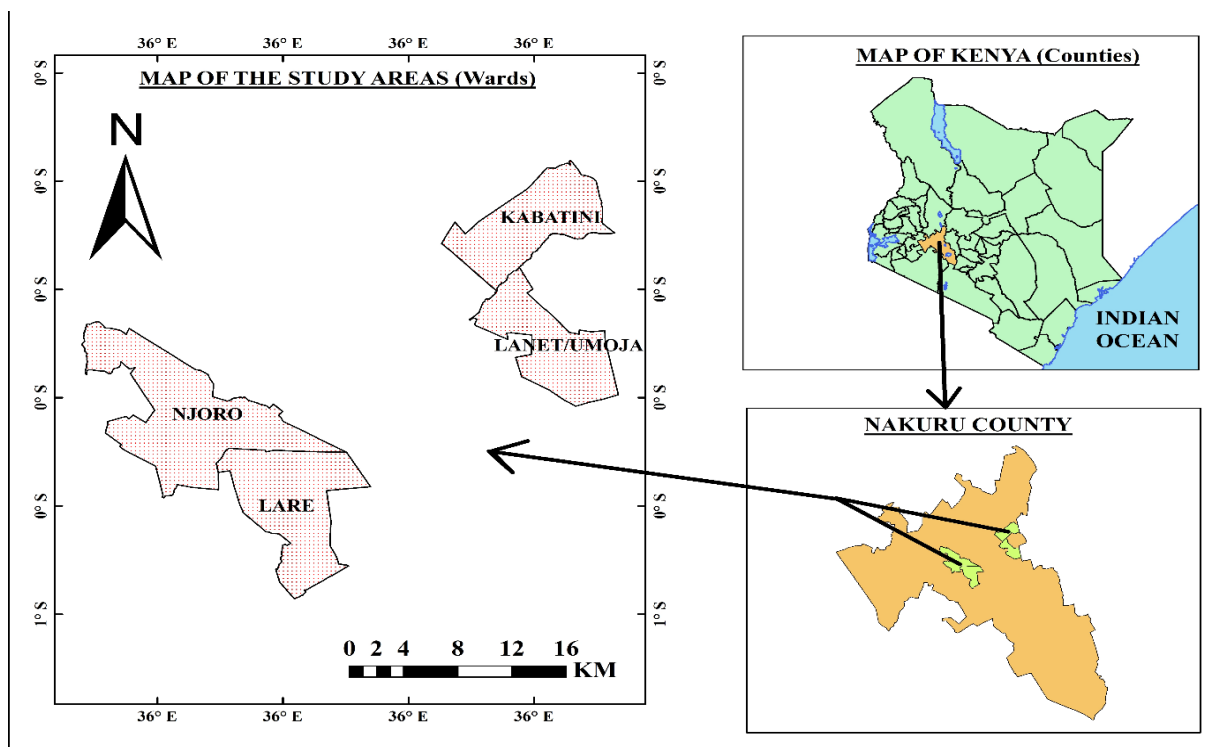 36° E 36° E 36° E 36° E
MAP OF THE STUDY AREAS (Wards)
N
0°S 0°S
0°S 0°S
0°S 0°S
0°S 0°S
0°S 0°S
1°S 1°S
KABATINI
LANET/UMOJA
NJORO
LARE
0 2 4 8 12 16
KM
36° E 36° E 36° E 36° E
MAP OF KENYA (Counties)
INDIAN
OCEAN
NAKURU COUNTY